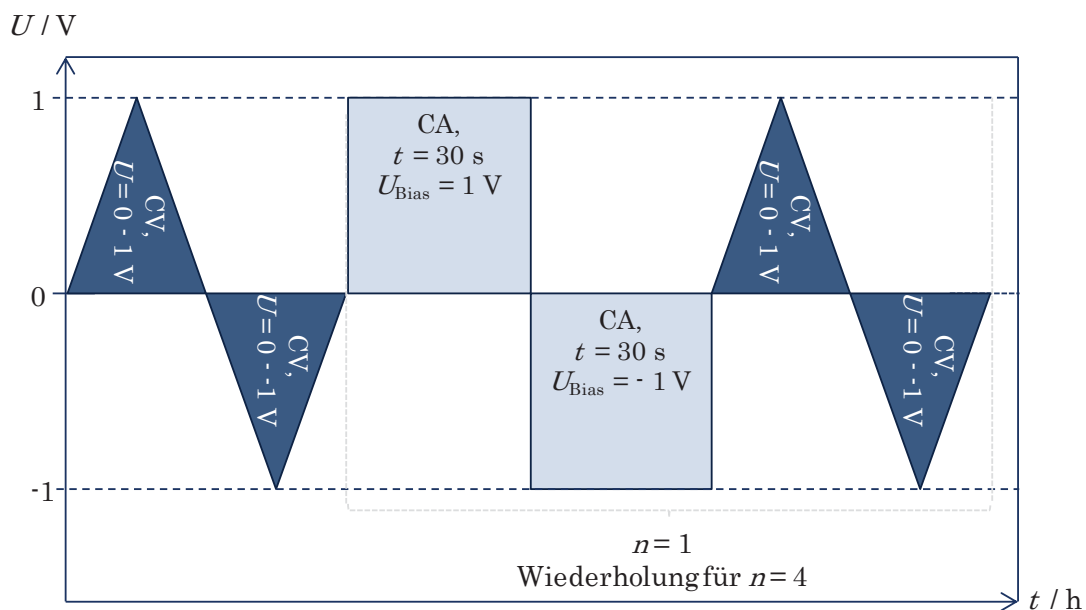 U / V
1
0
-1
CV,
U = 0 - 1 V
CV,
U = 0 - -1 V
CA,
t = 30 s
U_Bias = 1 V
CA,
t = 30 s
U_Bias = - 1 V
CV,
U = 0 - 1 V
CV,
U = 0 - -1 V
n = 1
Wiederholung für n = 4
t / h